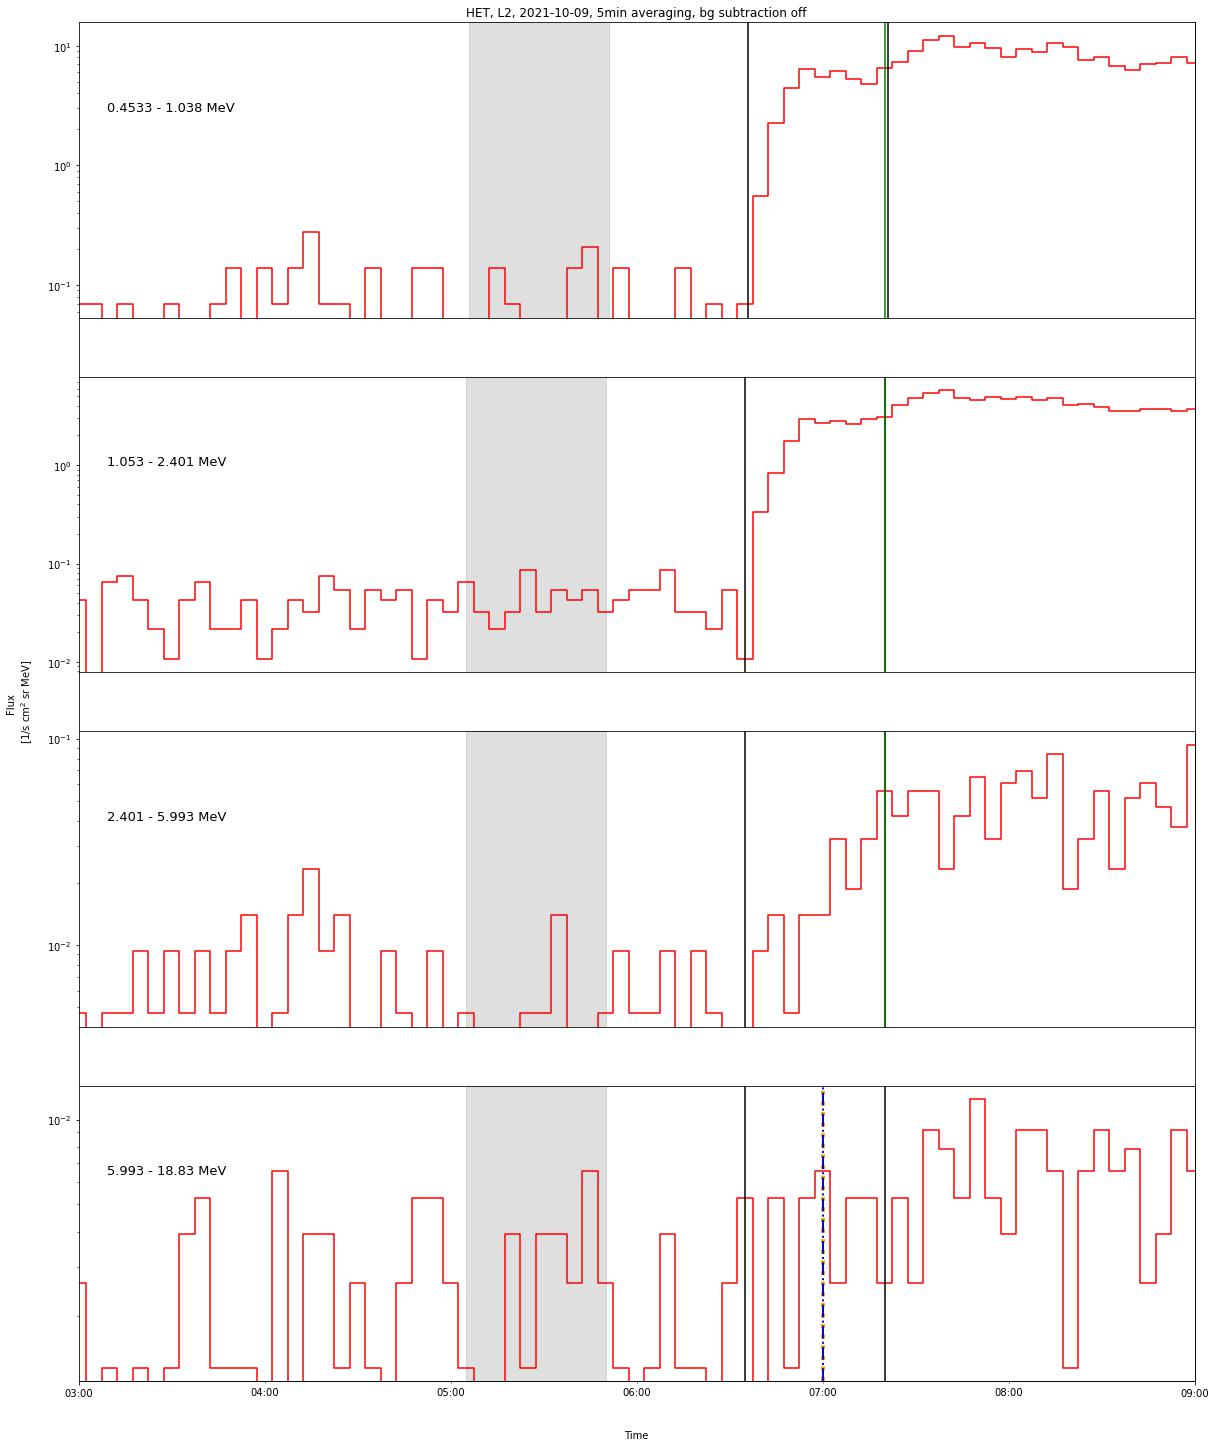 HET, L2, 2021-10-09, 5min averaging, bg subtraction off
10¹
0.4533 - 1.038 MeV
10⁰
10⁻¹
10⁰
1.053 - 2.401 MeV
10⁻¹
10⁻²
Flux
[1/s cm² sr MeV]
10⁻¹
2.401 - 5.993 MeV
10⁻²
10⁻²
5.993 - 18.83 MeV
03:00 04:00 05:00 06:00 07:00 08:00 09:00
Time